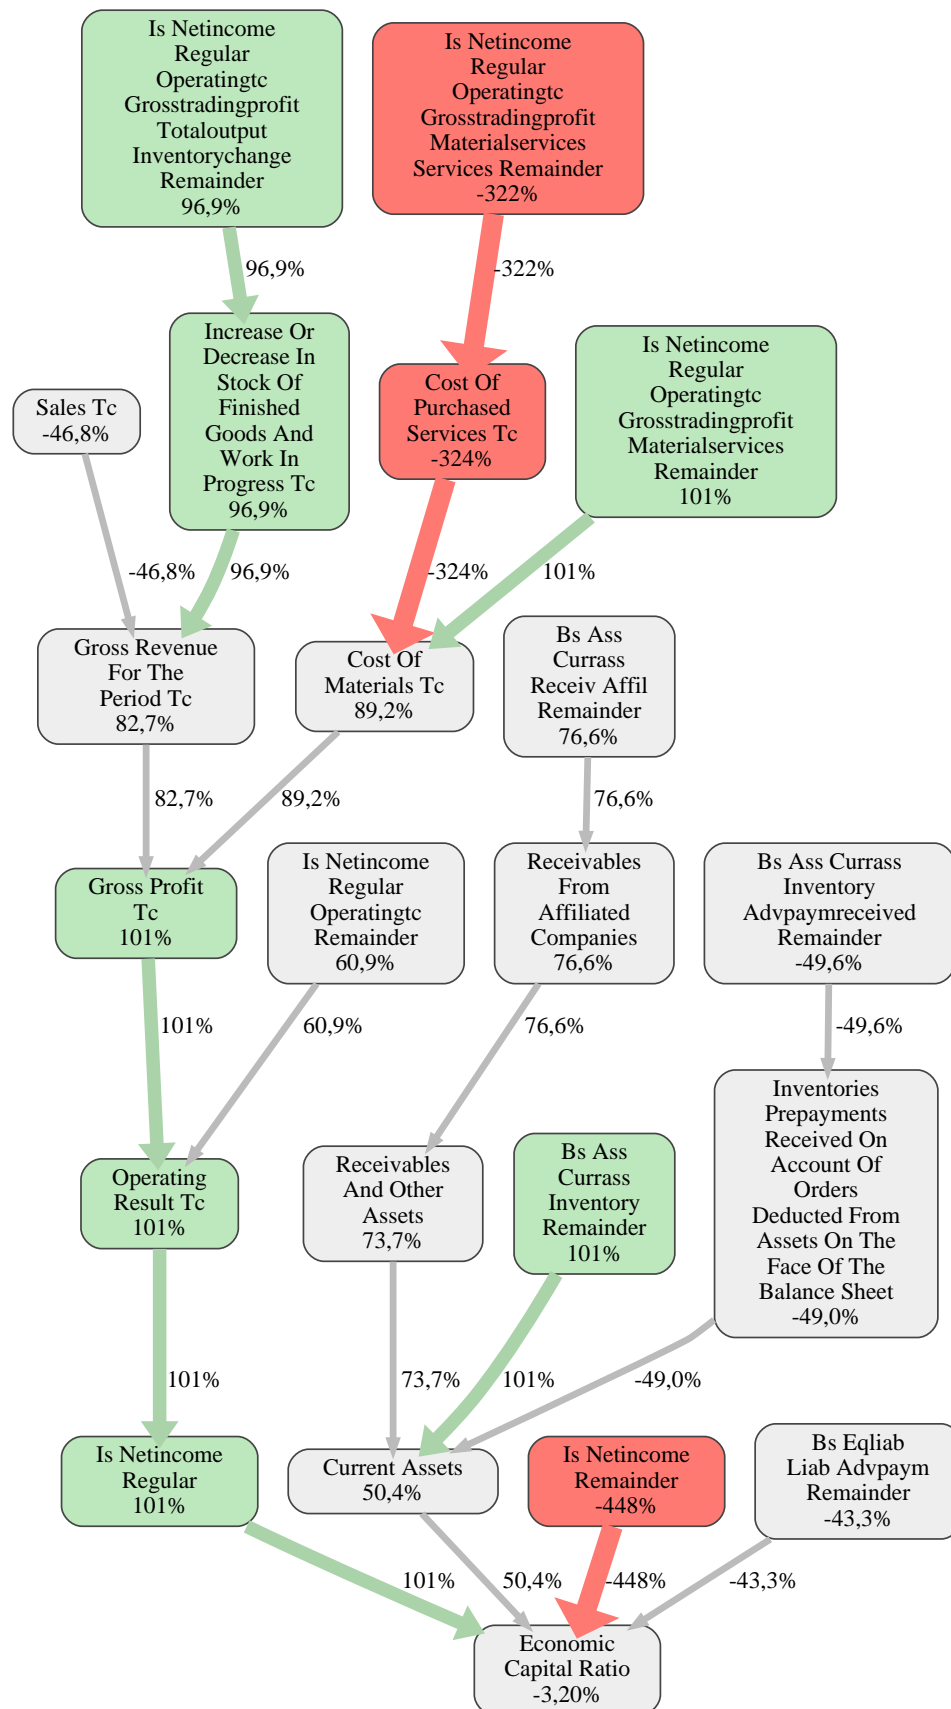 Is Netincome
Regular
Operatingtc
Grosstradingprofit
Totaloutput
Inventorychange
Remainder
96,9%
Is Netincome
Regular
Operatingtc
Grosstradingprofit
Materialservices
Services Remainder
-322%
96,9%
-322%
Sales Tc
-46,8%
Increase Or
Decrease In
Stock Of
Finished
Goods And
Work In
Progress Tc
96,9%
Cost Of
Purchased
Services Tc
-324%
Is Netincome
Regular
Operatingtc
Grosstradingprofit
Materialservices
Remainder
101%
-46,8%
96,9%
-324%
101%
Gross Revenue
For The
Period Tc
82,7%
Cost Of
Materials Tc
89,2%
Bs Ass
Currass
Receiv Affil
Remainder
76,6%
82,7%
89,2%
76,6%
Gross Profit
Tc
101%
Is Netincome
Regular
Operatingtc
Remainder
60,9%
Receivables
From
Affiliated
Companies
76,6%
Bs Ass Currass
Inventory
Advpaymreceived
Remainder
-49,6%
101%
60,9%
76,6%
-49,6%
Operating
Result Tc
101%
Receivables
And Other
Assets
73,7%
Bs Ass
Currass
Inventory
Remainder
101%
Inventories
Prepayments
Received On
Account Of
Orders
Deducted From
Assets On The
Face Of The
Balance Sheet
-49,0%
101%
73,7%
101%
-49,0%
Is Netincome
Regular
101%
Current Assets
50,4%
Is Netincome
Remainder
-448%
Bs Eqliab
Liab Advpaym
Remainder
-43,3%
101%
50,4%
-448%
-43,3%
Economic
Capital Ratio
-3,20%